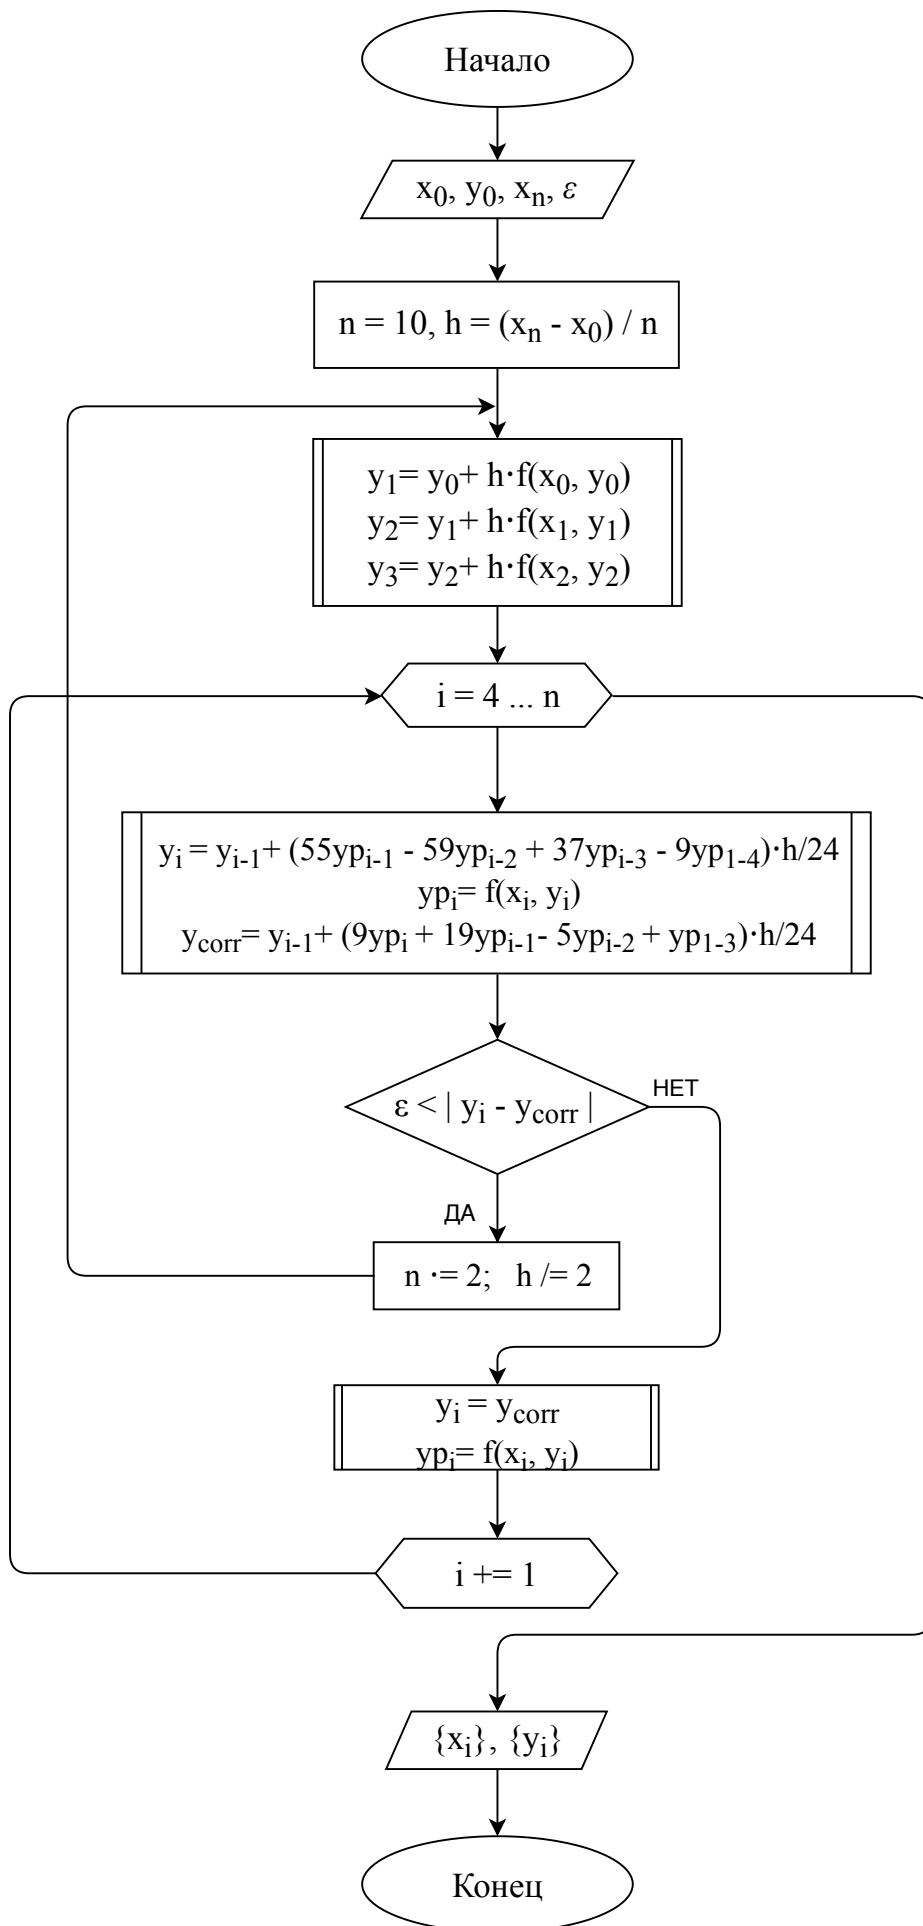 Начало
x0, y0, xn, ε
n = 10, h = (xn - x0) / n
y1= y0+ h·f(x0, y0)
y2= y1+ h·f(x1, y1)
y3= y2+ h·f(x2, y2)
i = 4 ... n
yi = yi-1+ (55ypi-1 - 59ypi-2 + 37ypi-3 - 9yp1-4)·h/24
ypi= f(xi, yi)
ycorr= yi-1+ (9ypi + 19ypi-1- 5ypi-2 + yp1-3)·h/24
ε < | yi - ycorr |
НЕТ
ДА
n ·= 2; h /= 2
yi = ycorr
ypi= f(xi, yi)
i += 1
{xi}, {yi}
Конец